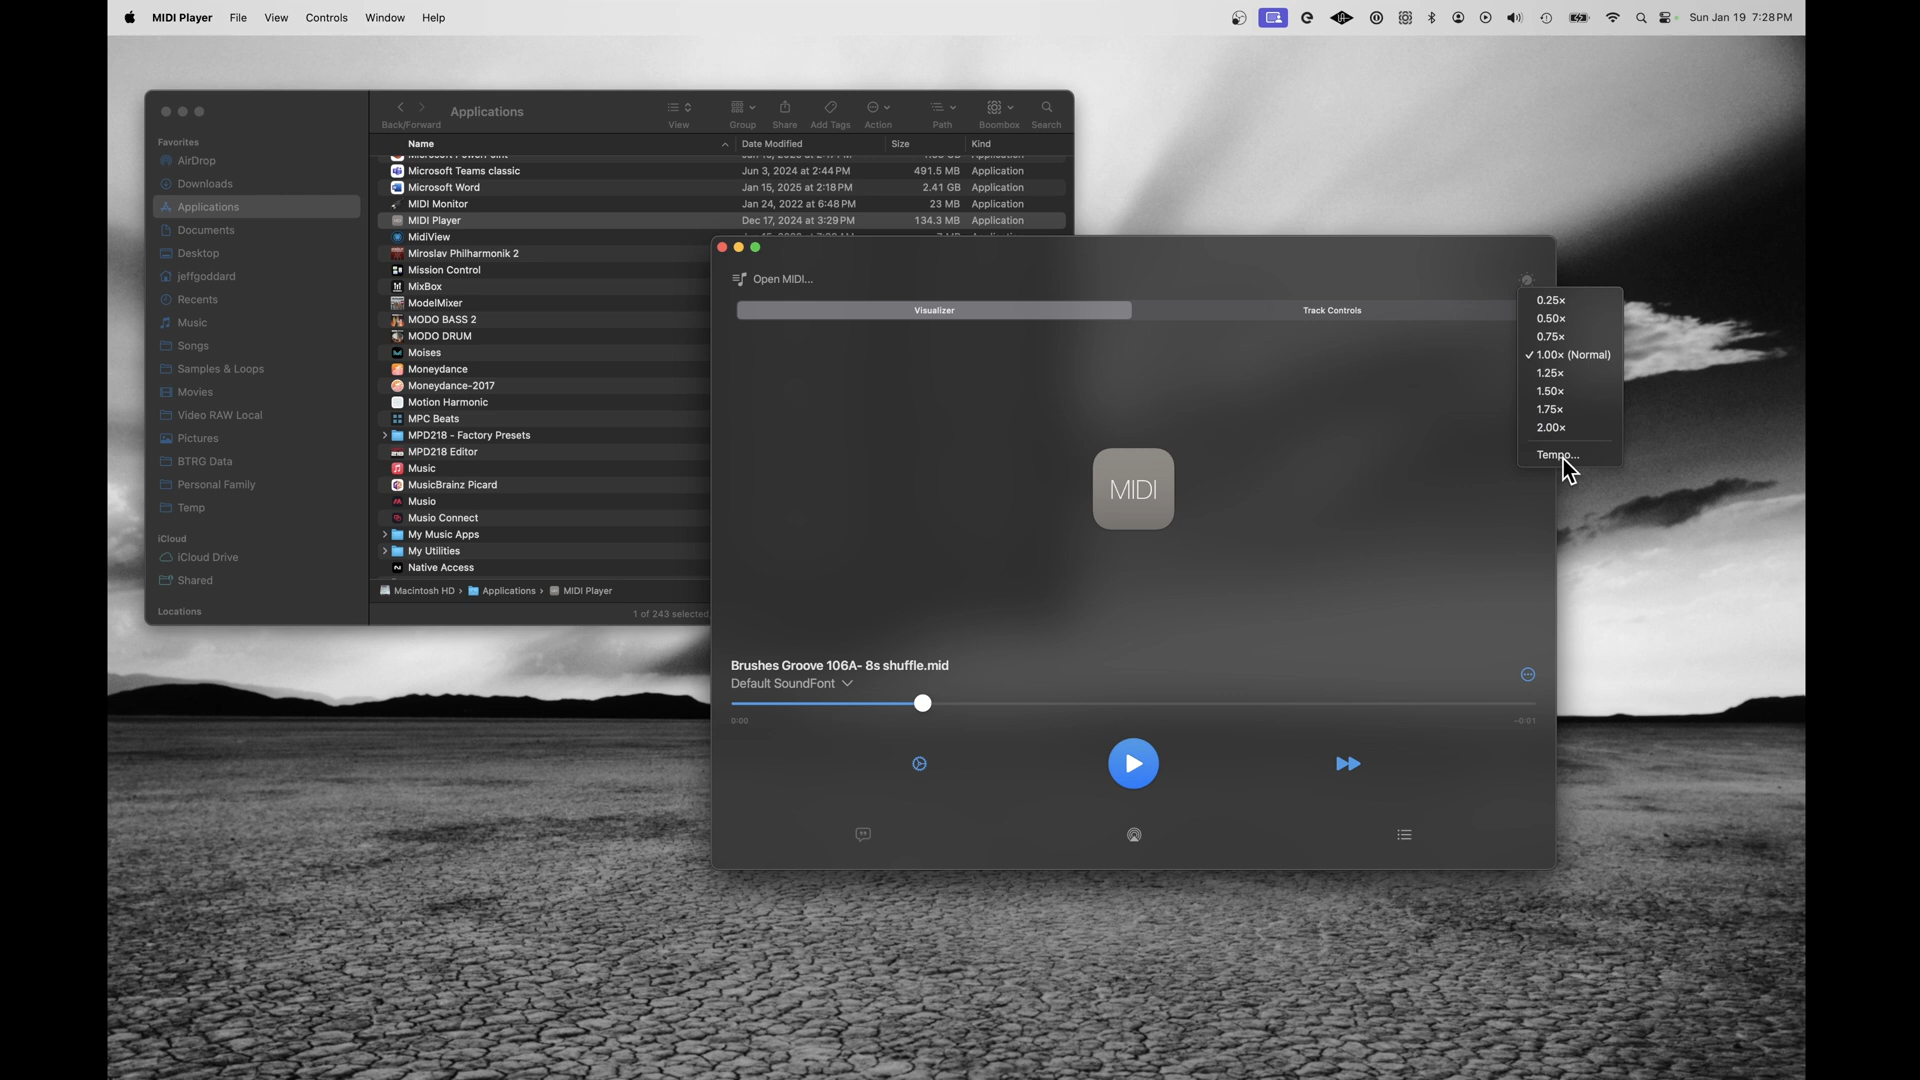 MIDI Player File View Controls Window Help
Sun Jan 19 7:28 PM
Applications
Back/Forward View Group Share Add Tags Action Path Boombox Search
Favorites
AirDrop
Downloads
Applications
Documents
Desktop
jeffgoddard
Recents
Music
Songs
Samples & Loops
Movies
Video RAW Local
Pictures
BTRG Data
Personal Family
Temp
iCloud
iCloud Drive
Shared
Locations
Name Date Modified Size Kind
Microsoft Teams classic Jun 3, 2024 at 2:44 PM 491.5 MB Application
Microsoft Word Jan 15, 2025 at 2:18 PM 2.41 GB Application
MIDI Monitor Jan 24, 2022 at 6:48 PM 23 MB Application
MIDI Player Dec 17, 2024 at 3:29 PM 134.3 MB Application
MidiView
Miroslav Philharmonik 2
Mission Control
MixBox
ModelMixer
MODO BASS 2
MODO DRUM
Moises
Moneydance
Moneydance-2017
Motion Harmonic
MPC Beats
MPD218 - Factory Presets
MPD218 Editor
Music
MusicBrainz Picard
Musio
Musio Connect
My Music Apps
My Utilities
Native Access
Macintosh HD › Applications › MIDI Player
1 of 243 selected
Open MIDI...
Visualizer Track Controls
0.25×
0.50×
0.75×
✓ 1.00× (Normal)
1.25×
1.50×
1.75×
2.00×
Tempo...
MIDI
Brushes Groove 106A- 8s shuffle.mid
Default SoundFont
0:00 -0:01